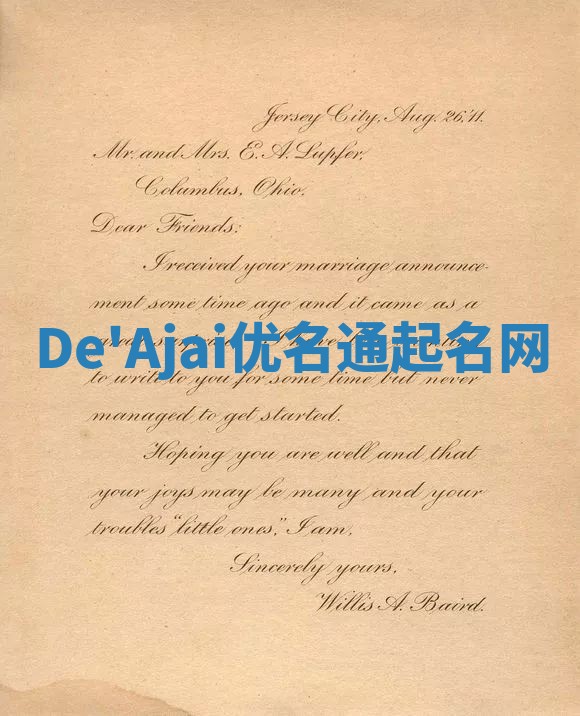 Jersey City, Aug. 26, '11.
Mr. and Mrs. E. A. Lupfer,
Columbus, Ohio.
Dear Friends:
I received your marriage announce-
ment some time ago and it came as a
De'Ajai优名通起名网
to write to you for some time but never
managed to get started.
Hoping you are well and that
your joys may be many and your
troubles "little ones," I am,
Sincerely yours,
Willis A. Baird.